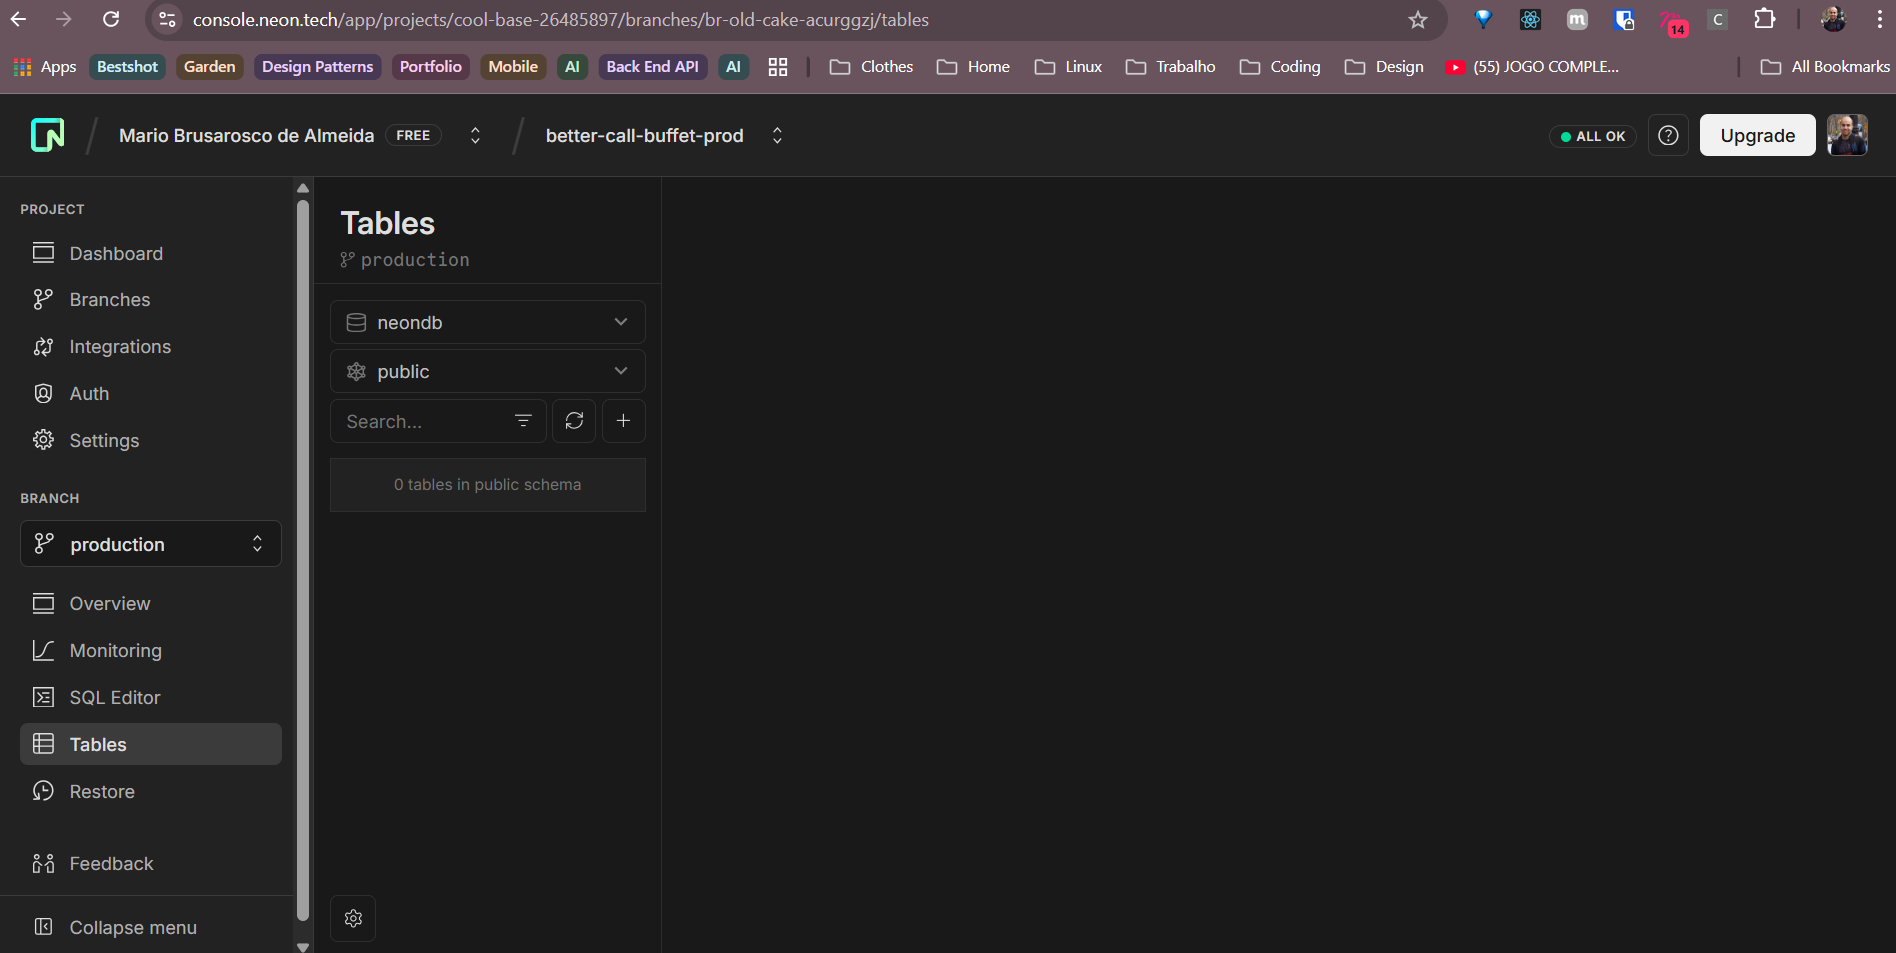 console.neon.tech/app/projects/cool-base-26485897/branches/br-old-cake-acurggzj/tables
14
C
Apps
Bestshot
Garden
Design Patterns
Portfolio
Mobile
AI
Back End API
AI
Clothes
Home
Linux
Trabalho
Coding
Design
(55) JOGO COMPLE...
All Bookmarks
Mario Brusarosco de Almeida
FREE
better-call-buffet-prod
ALL OK
Upgrade
PROJECT
Dashboard
Branches
Integrations
Auth
Settings
BRANCH
production
Overview
Monitoring
SQL Editor
Tables
Restore
Feedback
Collapse menu
Tables
production
neondb
public
Search...
0 tables in public schema